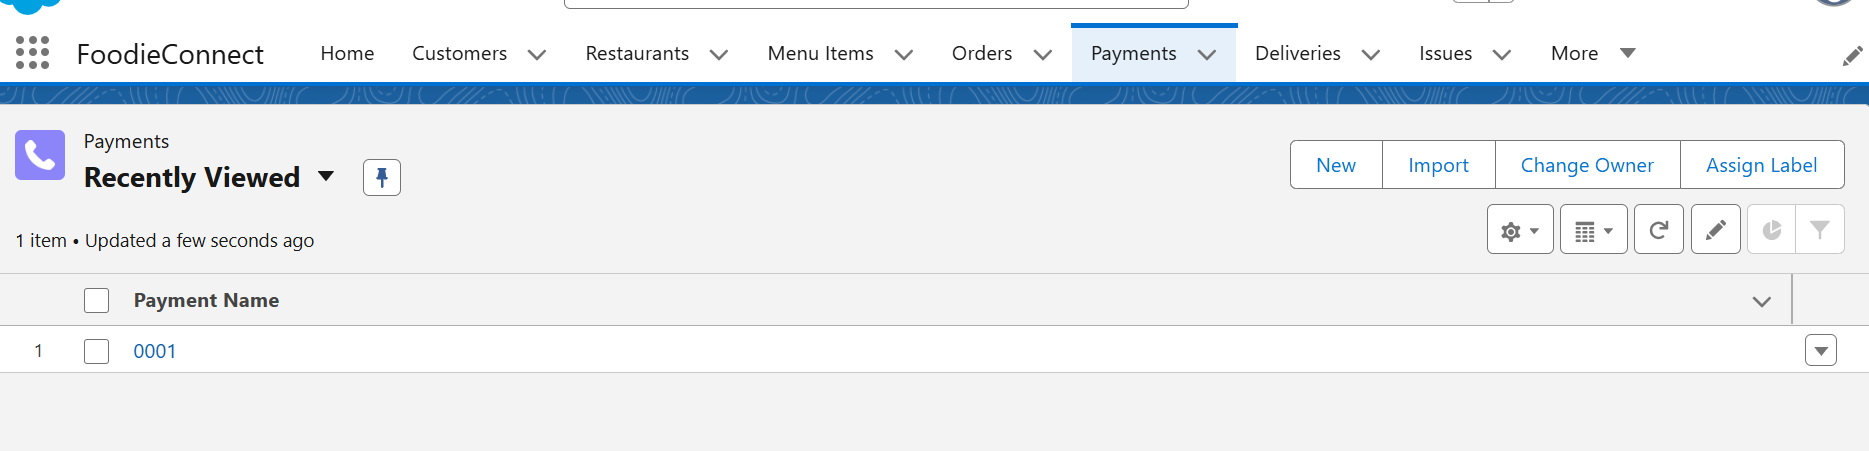 FoodieConnect Home Customers Restaurants Menu Items Orders Payments Deliveries Issues More
Payments
Recently Viewed
New Import Change Owner Assign Label
1 item • Updated a few seconds ago
Payment Name
1 0001